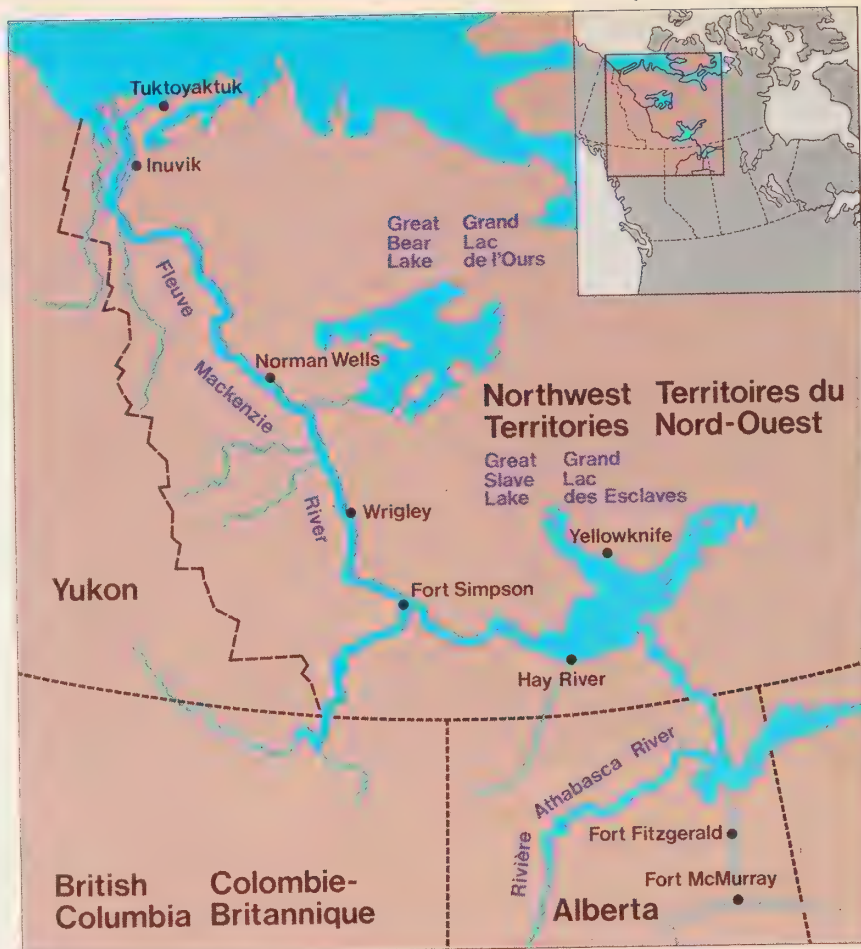 Tuktoyaktuk
Inuvik
Great Grand
Bear Lac
Lake de l'Ours
Fleuve
Mackenzie
River
Norman Wells
Northwest Territoires du
Territories Nord-Ouest
Great Grand
Slave Lac
Lake des Esclaves
Yellowknife
Wrigley
Fort Simpson
Yukon
Hay River
Rivière Athabasca River
Fort Fitzgerald
Fort McMurray
British Colombie-
Columbia Britannique
Alberta